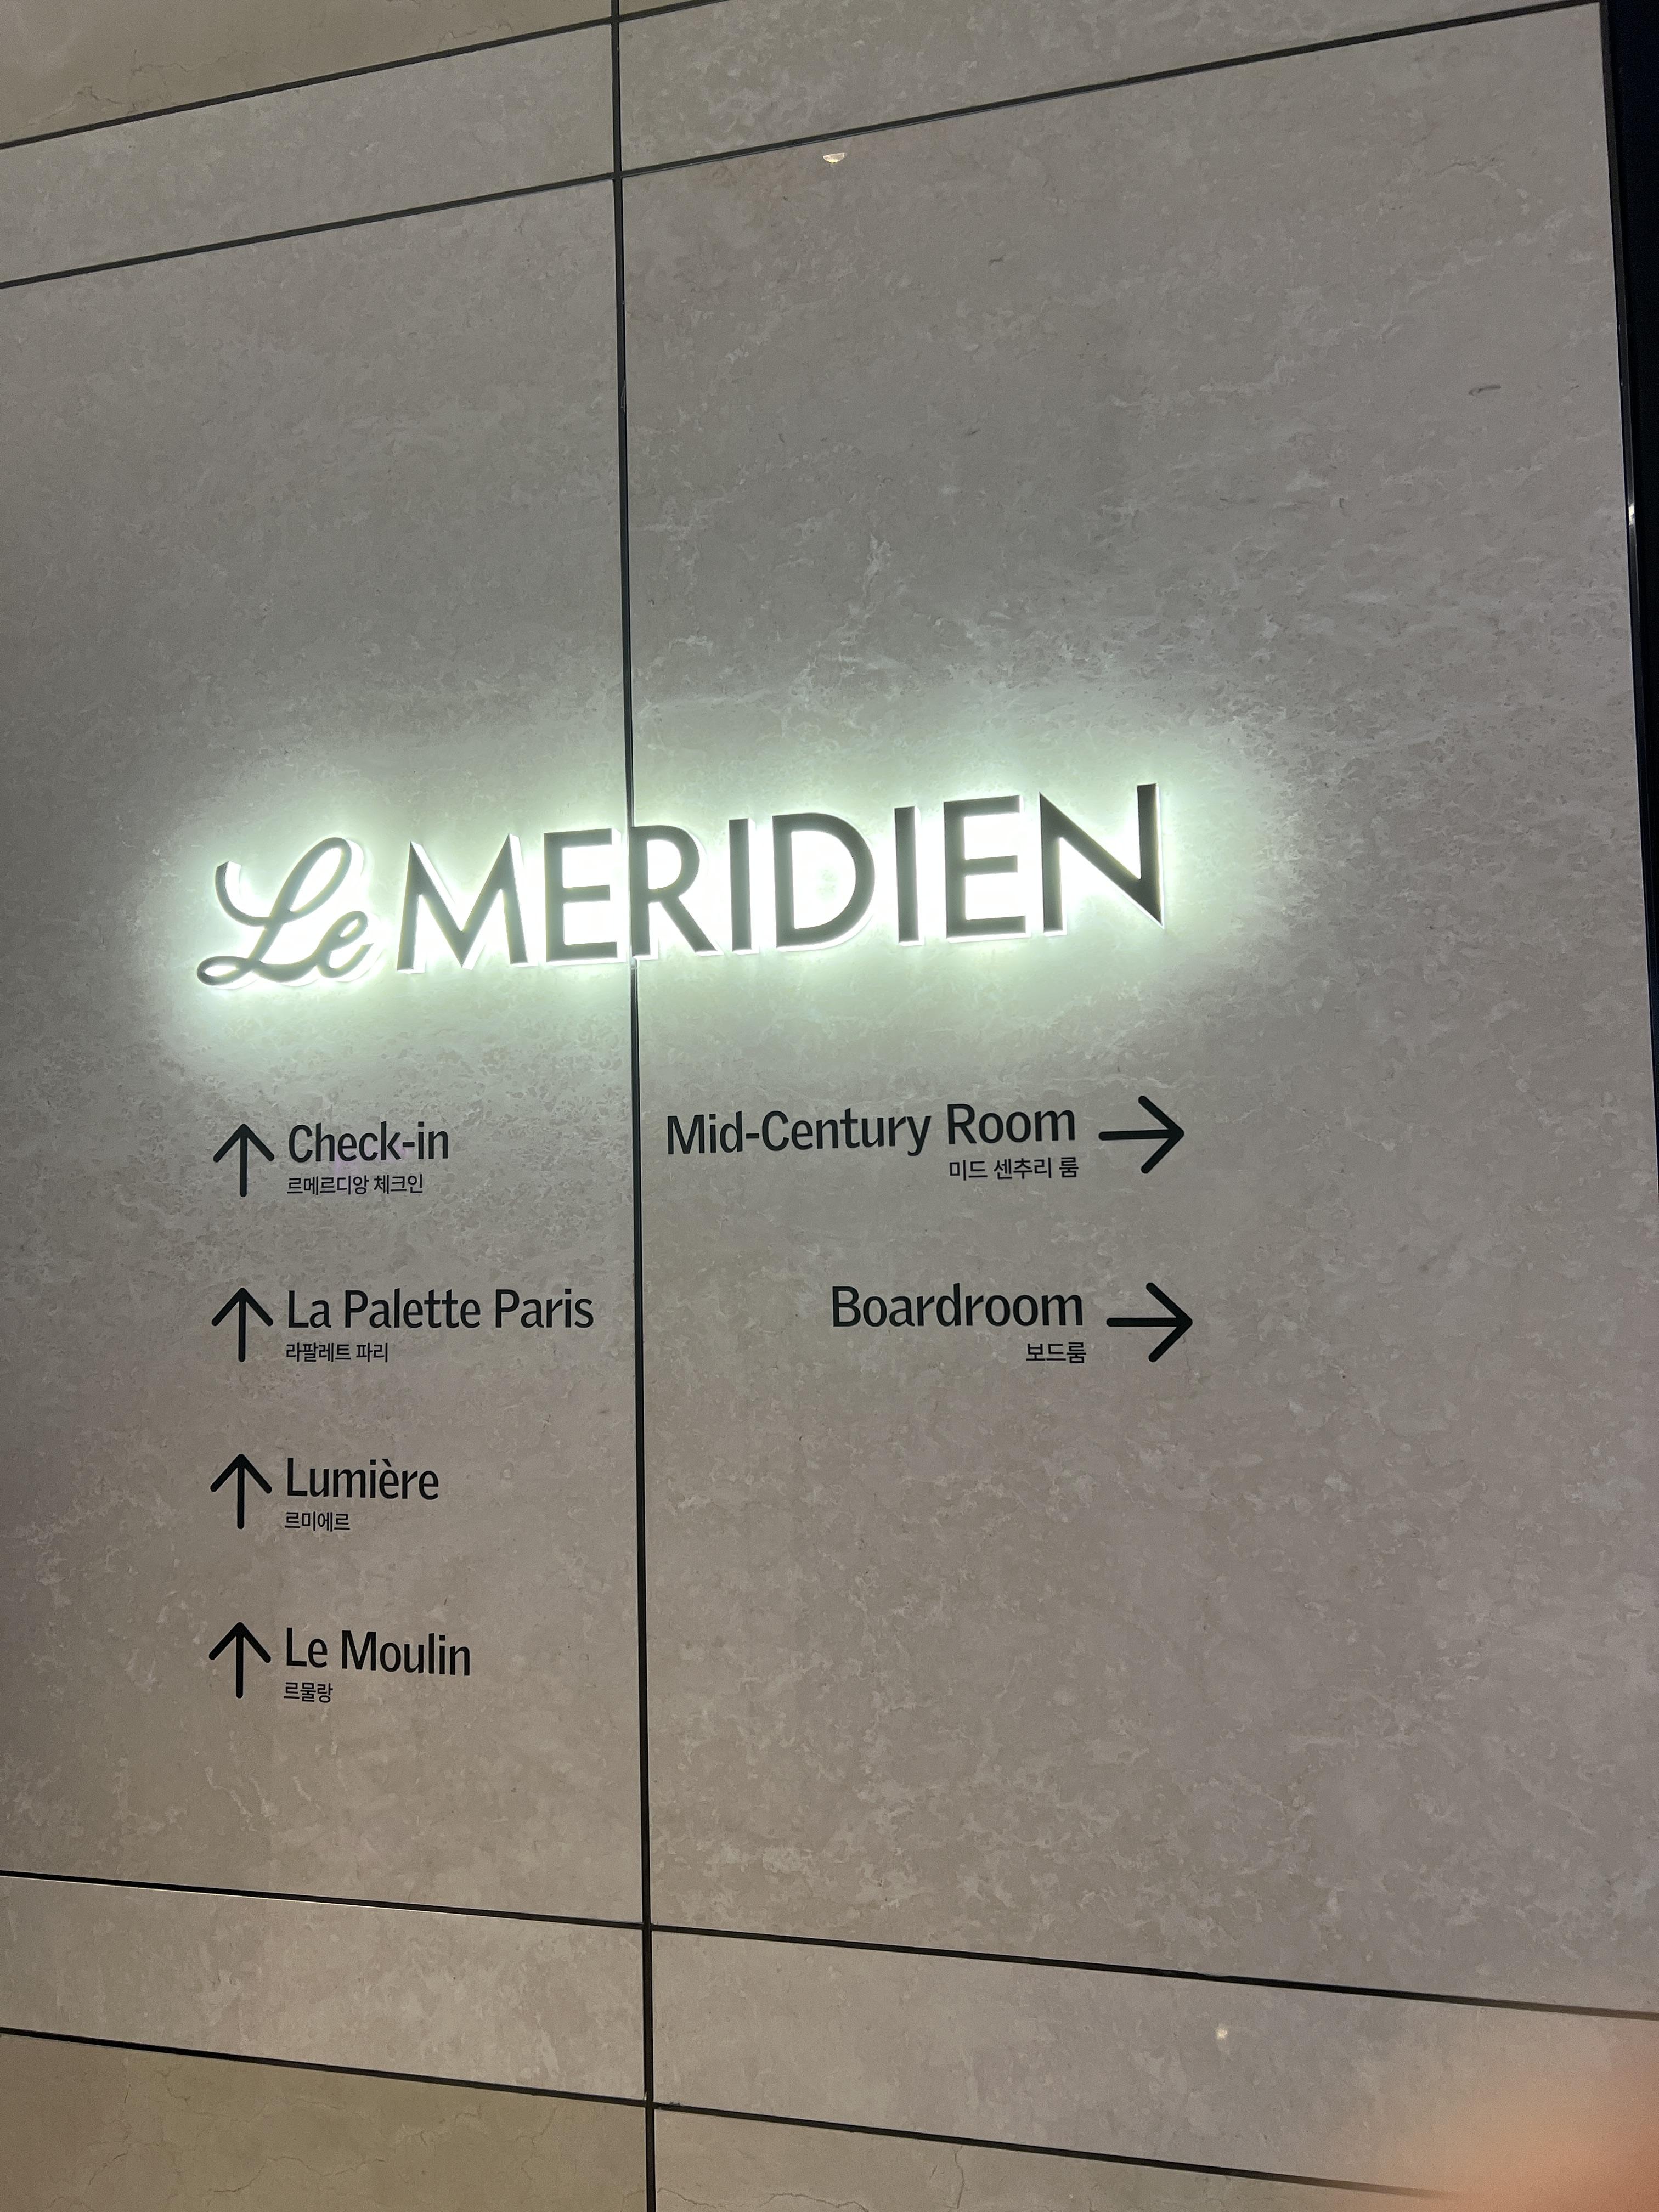 Le MERIDIEN
Check-in
르메르디앙 체크인
La Palette Paris
라팔레트 파리
Lumière
르미에르
Le Moulin
르물랑
Mid-Century Room
미드 센추리 룸
Boardroom
보드룸